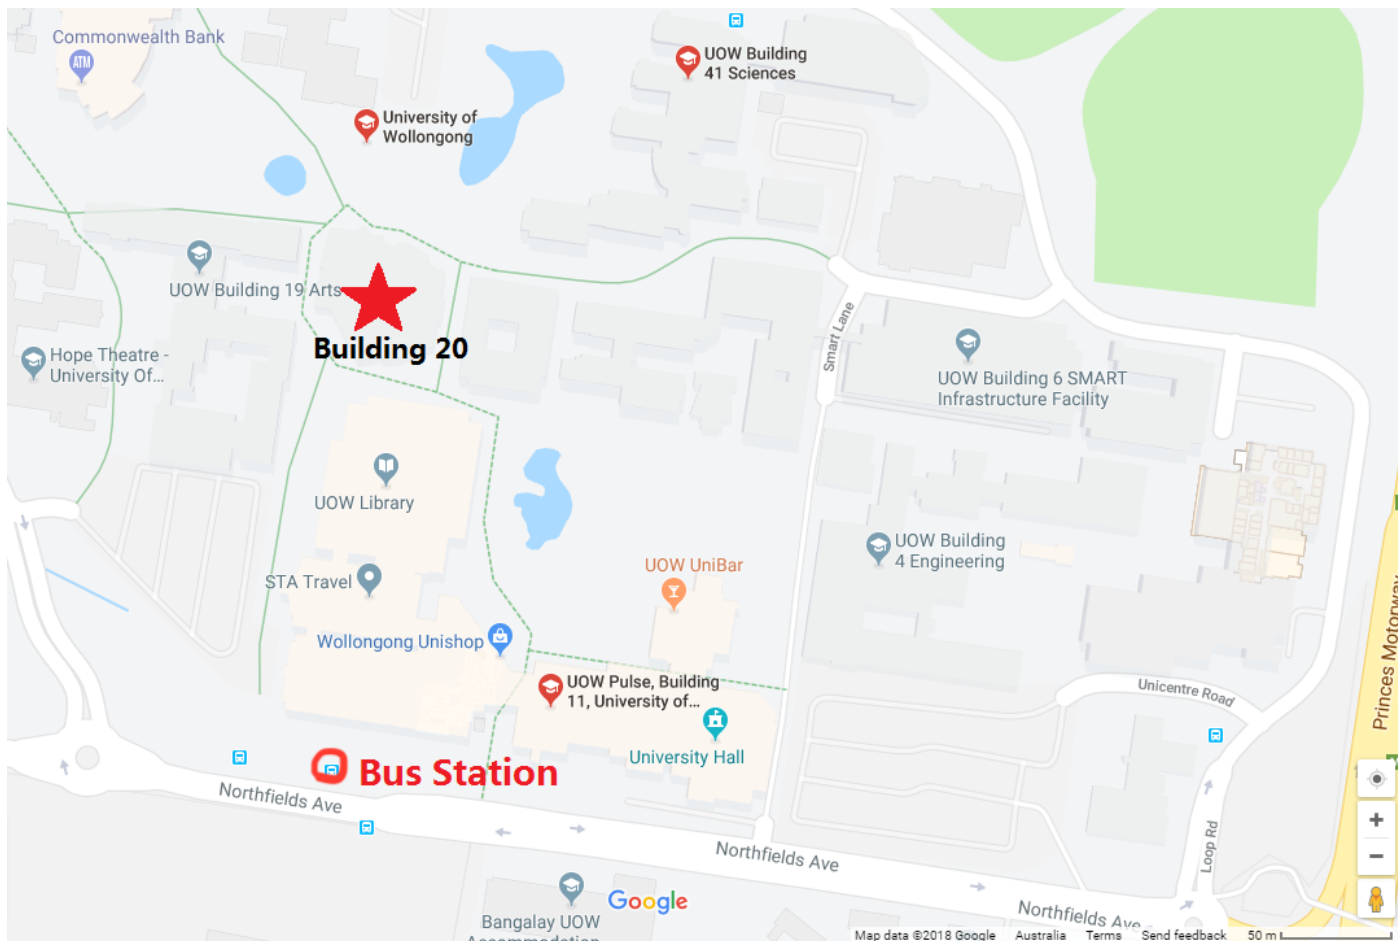 Commonwealth Bank
ATM
UOW Building
41 Sciences
University of
Wollongong
UOW Building 19 Arts
Building 20
Hope Theatre -
University Of...
Smart Lane
UOW Building 6 SMART
Infrastructure Facility
UOW Library
UOW Building
4 Engineering
STA Travel
UOW UniBar
Wollongong Unishop
UOW Pulse, Building
11, University of...
University Hall
Unicentre Road
Princes Motorway
Bus Station
Northfields Ave
Northfields Ave
Loop Rd
Northfields Ave
Bangalay UOW
Accommodation
Google
Map data ©2018 Google Australia Terms Send feedback 50 m